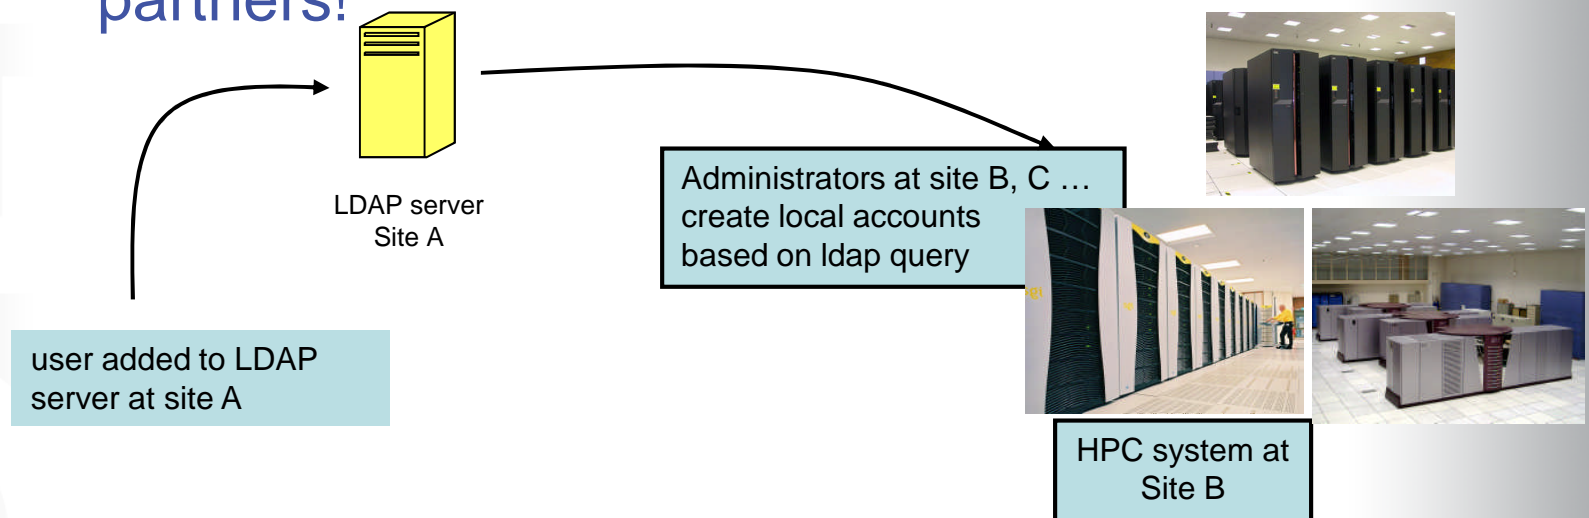 partners!
LDAP server
Site A
Administrators at site B, C …
create local accounts
based on ldap query
user added to LDAP
server at site A
HPC system at
Site B